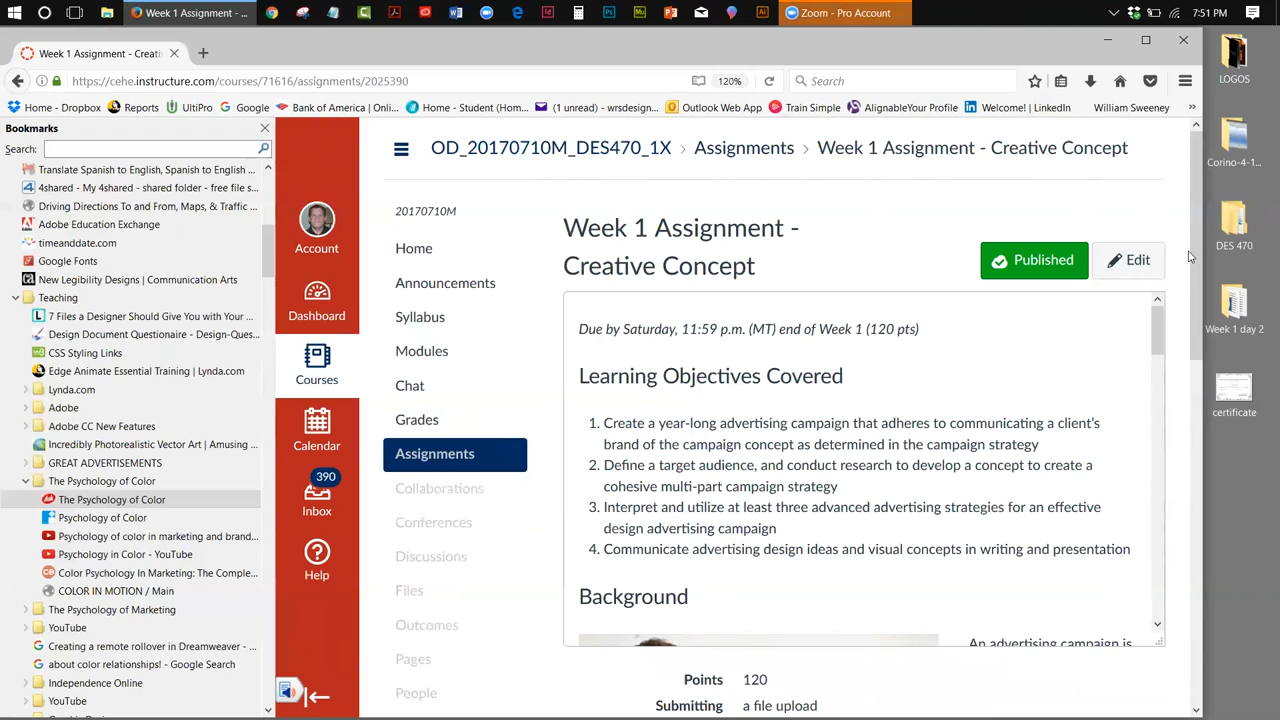 Week 1 Assignment - ...
Zoom - Pro Account
7:51 PM
Week 1 Assignment - Creati
https://cehe.instructure.com/courses/71616/assignments/2025390
120%
Search
Home - Dropbox
Reports
UltiPro
Google
Bank of America | Onli...
Home - Student (Hom...
(1 unread) - wrsdesign...
Outlook Web App
Train Simple
AlignableYour Profile
Welcome! | LinkedIn
William Sweeney
Bookmarks
Search:
Translate Spanish to English, Spanish to English ...
4shared - My 4shared - shared folder - free file s...
Driving Directions To and From, Maps, & Traffic ...
Adobe Education Exchange
timeanddate.com
Google Fonts
New Legibility Designs | Communication Arts
Teaching
7 Files a Designer Should Give You with Your ...
Design Document Questionaire - Design-Ques...
CSS Styling Links
Edge Animate Essential Training | Lynda.com
Lynda.com
Adobe
Adobe CC New Features
Incredibly Photorealistic Vector Art | Amusing ...
GREAT ADVERTISEMENTS
The Psychology of Color
The Psychology of Color
Psychology of Color
Psychology of color in marketing and brand...
Psychology in Color - YouTube
Color Psychology In Marketing: The Comple...
COLOR IN MOTION / Main
The Psychology of Marketing
YouTube
Creating a remote rollover in Dreamweaver - ...
about color relationships! - Google Search
Independence Online
YouTube
Account
Dashboard
Courses
Calendar
390
Inbox
Help
OD_20170710M_DES470_1X > Assignments > Week 1 Assignment - Creative Concept
20170710M
Home
Announcements
Syllabus
Modules
Chat
Grades
Assignments
Collaborations
Conferences
Discussions
Files
Outcomes
Pages
People
Week 1 Assignment -
Creative Concept
Published
Edit
Due by Saturday, 11:59 p.m. (MT) end of Week 1 (120 pts)
Learning Objectives Covered
1. Create a year-long advertising campaign that adheres to communicating a client's
brand of the campaign concept as determined in the campaign strategy
2. Define a target audience, and conduct research to develop a concept to create a
cohesive multi-part campaign strategy
3. Interpret and utilize at least three advanced advertising strategies for an effective
design advertising campaign
4. Communicate advertising design ideas and visual concepts in writing and presentation
Background
An advertising campaign is
Points 120
Submitting a file upload
LOGOS
Corino-4-1...
DES 470
Week 1 day 2
certificate